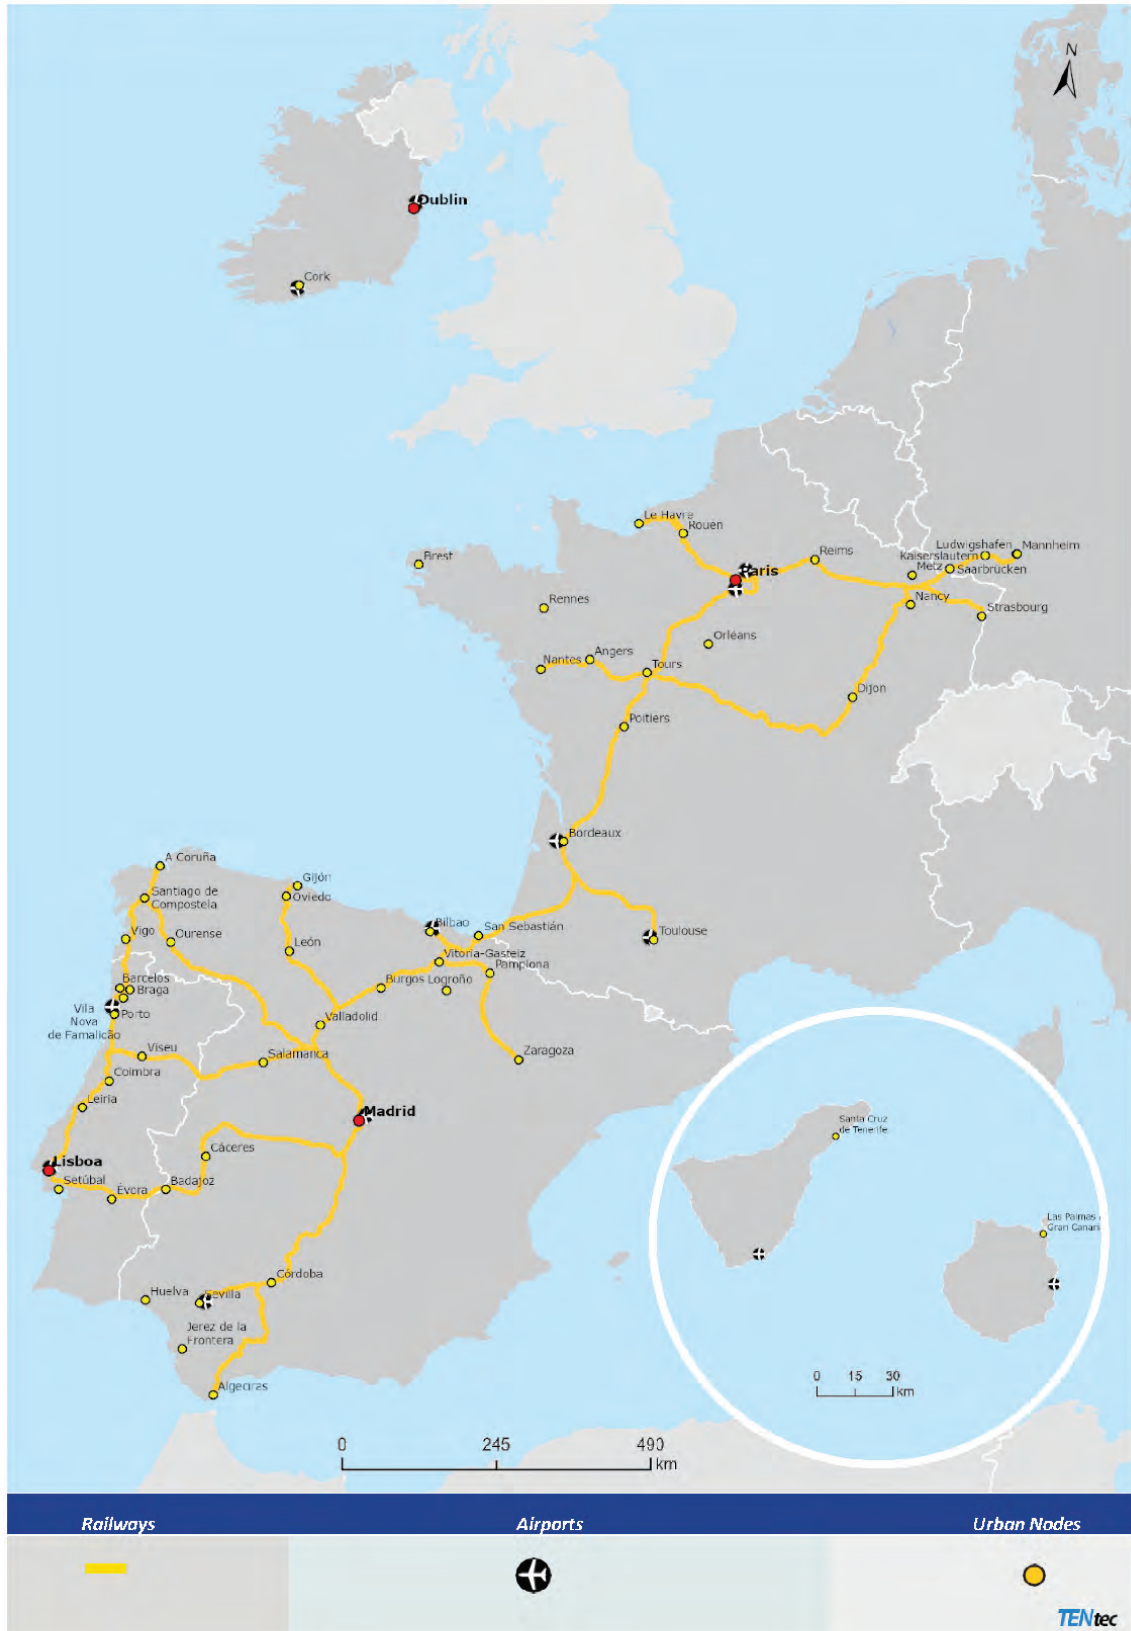 N
Dublin
Cork
Le Havre
Rouen
Brest
Paris
Reims
Ludwigshafen
Mannheim
Kaiserslautern
Metz
Saarbrücken
Rennes
Nancy
Strasbourg
Orléans
Nantes
Angers
Tours
Dijon
Poitiers
Bordeaux
A Coruña
Gijón
Santiago de
Compostela
Oviedo
Vigo
Ourense
León
Bilbao
San Sebastián
Toulouse
Vitoria-Gasteiz
Pamplona
Barcelos
Braga
Burgos
Logroño
Vila
Nova
de Famalicão
Porto
Valladolid
Viseu
Salamanca
Zaragoza
Coimbra
Leiria
Madrid
Santa Cruz
de Tenerife
Cáceres
Lisboa
Setúbal
Évora
Badajoz
Las Palmas
Gran Canari
Córdoba
Huelva
Sevilla
Jerez de la
Frontera
Algeciras
0 15 30
km
0 245 490
km
Railways
Airports
Urban Nodes
TENtec